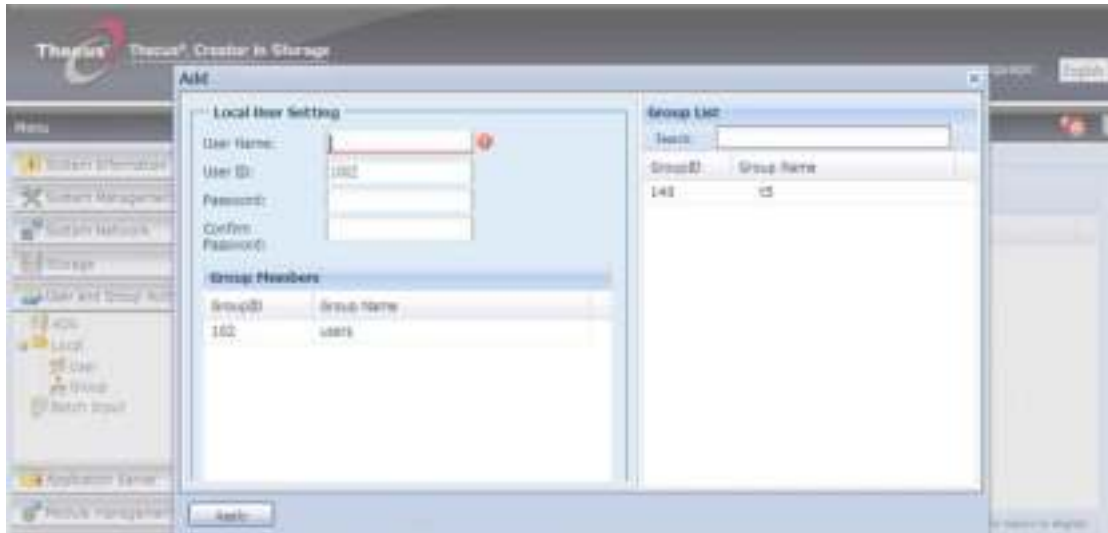 Thecus
Thecus®, Creator in Storage
English
Add
Menu
System Information
System Management
System Network
Storage
User and Group Auth
ADS
Local
User
Group
Batch Input
Application Server
Module management
Local User Setting
User Name:
User ID: 1002
Password:
Confirm
Password:
Group Members
GroupID Group Name
102 users
Group List
Search:
GroupID Group Name
140 t5
Apply